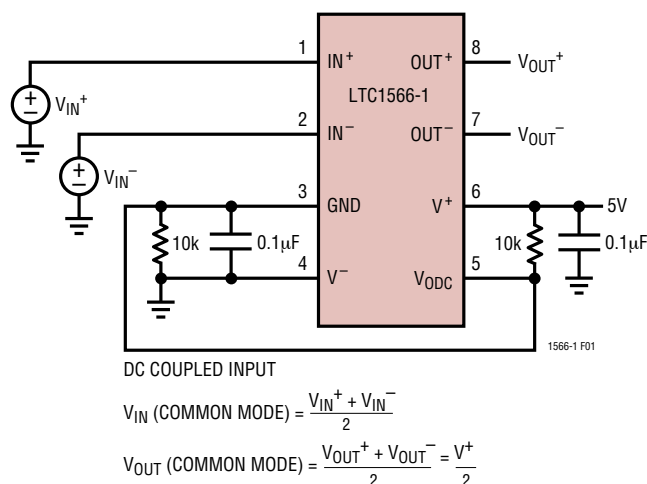 1
IN+
OUT+
8
VOUT+
LTC1566-1
VIN+
2
IN−
OUT−
7
VOUT−
VIN−
3
GND
V+
6
5V
10k
0.1µF
10k
0.1µF
4
V−
VODC
5
1566-1 F01
DC COUPLED INPUT
VIN (COMMON MODE) = VIN+ + VIN− / 2
VOUT (COMMON MODE) = VOUT+ + VOUT− / 2 = V+ / 2